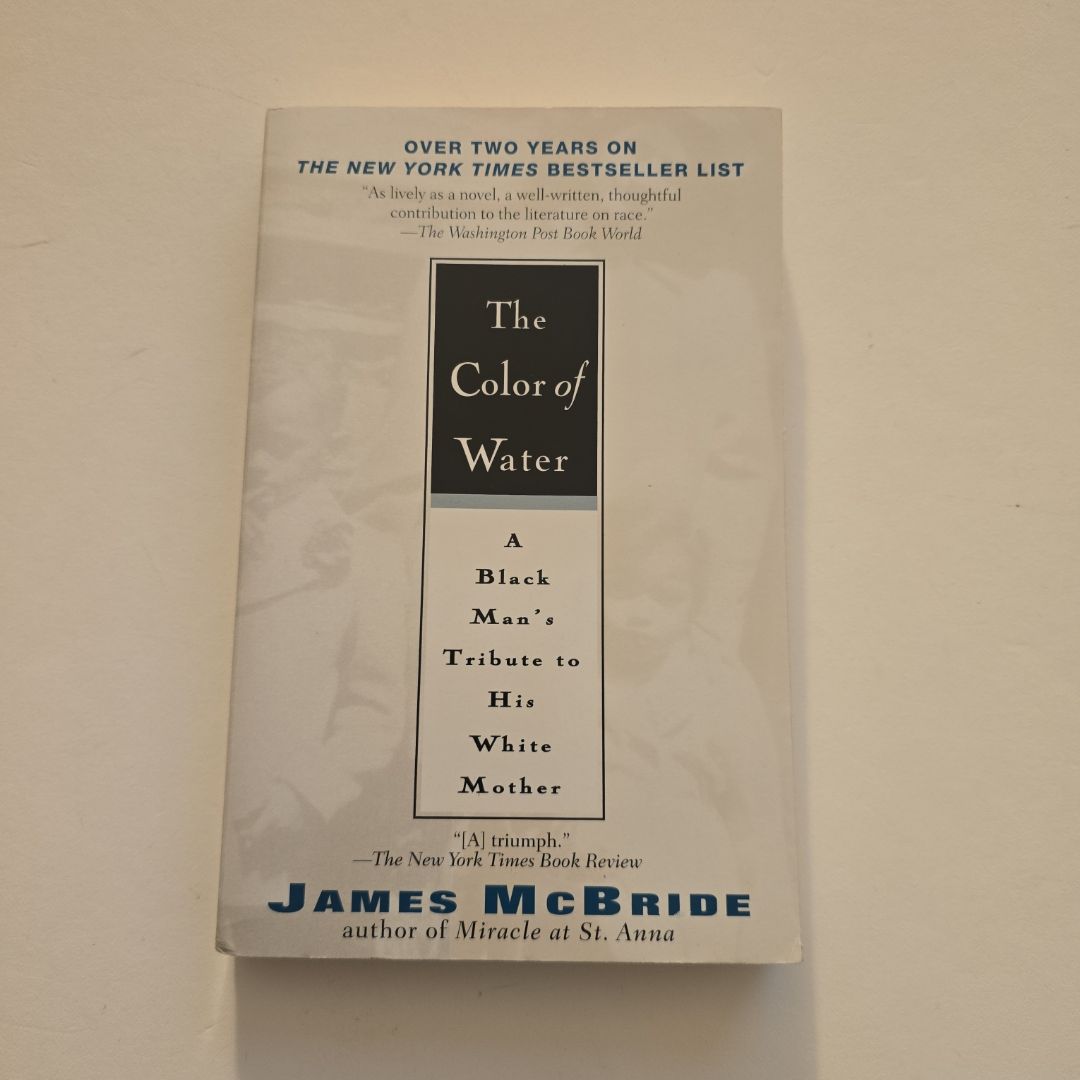 OVER TWO YEARS ON
THE NEW YORK TIMES BESTSELLER LIST
“As lively as a novel, a well-written, thoughtful
contribution to the literature on race.”
—The Washington Post Book World
The
Color of
Water
A
Black
Man’s
Tribute to
His
White
Mother
“[A] triumph.”
—The New York Times Book Review
JAMES MCBRIDE
author of Miracle at St. Anna